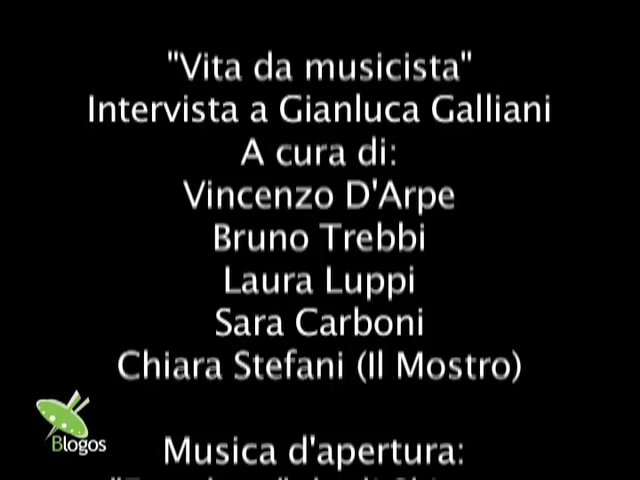 "Vita da musicista"
Intervista a Gianluca Galliani
A cura di:
Vincenzo D'Arpe
Bruno Trebbi
Laura Luppi
Sara Carboni
Chiara Stefani (Il Mostro)
Blogos
Musica d'apertura: